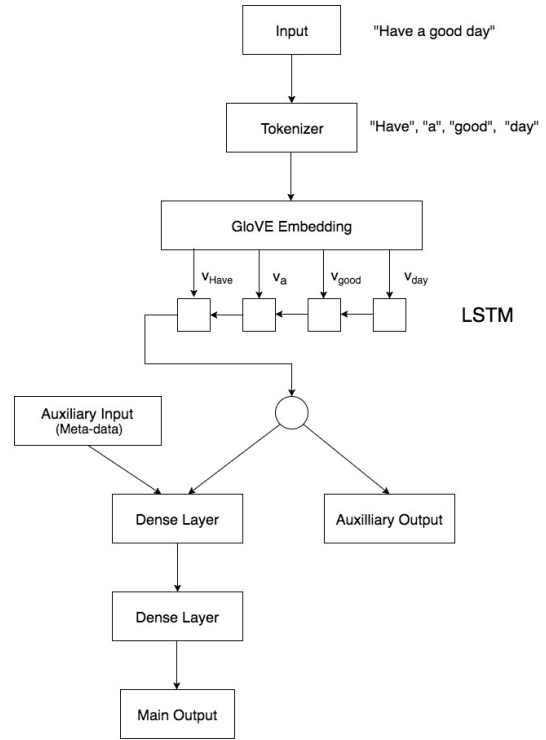 Input
"Have a good day"
Tokenizer
"Have", "a", "good", "day"
GloVE Embedding
vHave
va
vgood
vday
LSTM
Auxiliary Input
(Meta-data)
Dense Layer
Auxilliary Output
Dense Layer
Main Output